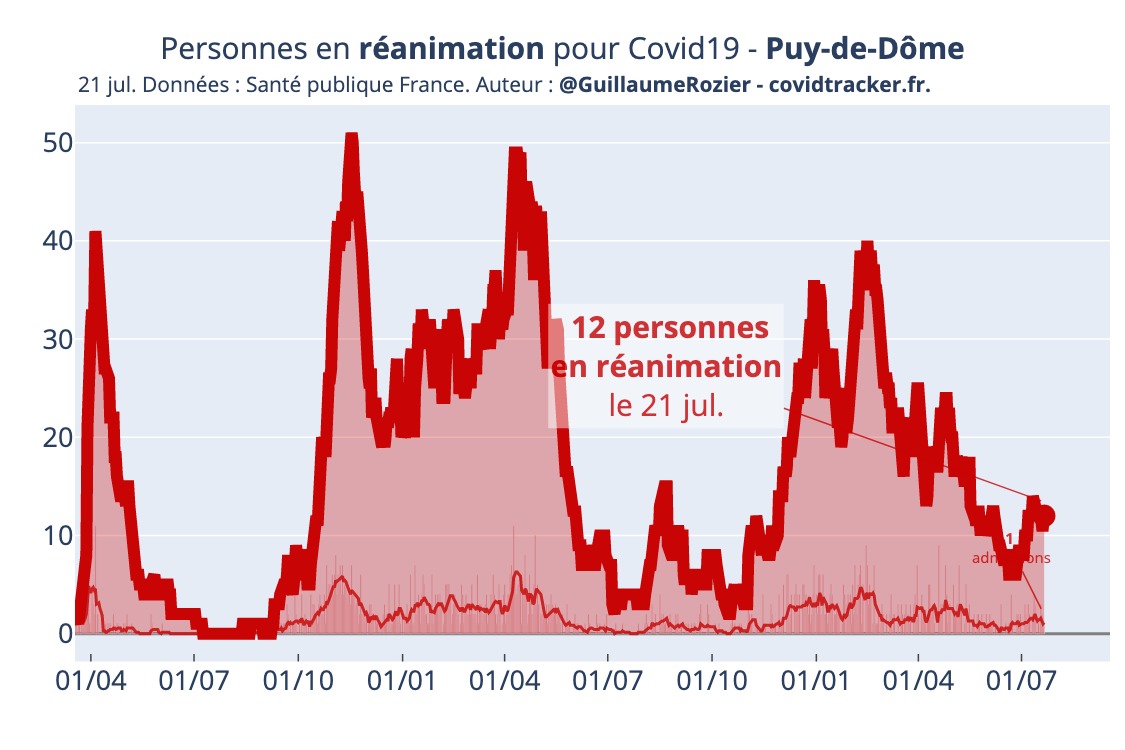 Personnes en réanimation pour Covid19 - Puy-de-Dôme
21 jul. Données : Santé publique France. Auteur : @GuillaumeRozier - covidtracker.fr.
50
40
30
20
10
0
12 personnes
en réanimation
le 21 jul.
1
01/04 01/07 01/10 01/01 01/04 01/07 01/10 01/01 01/04 01/07